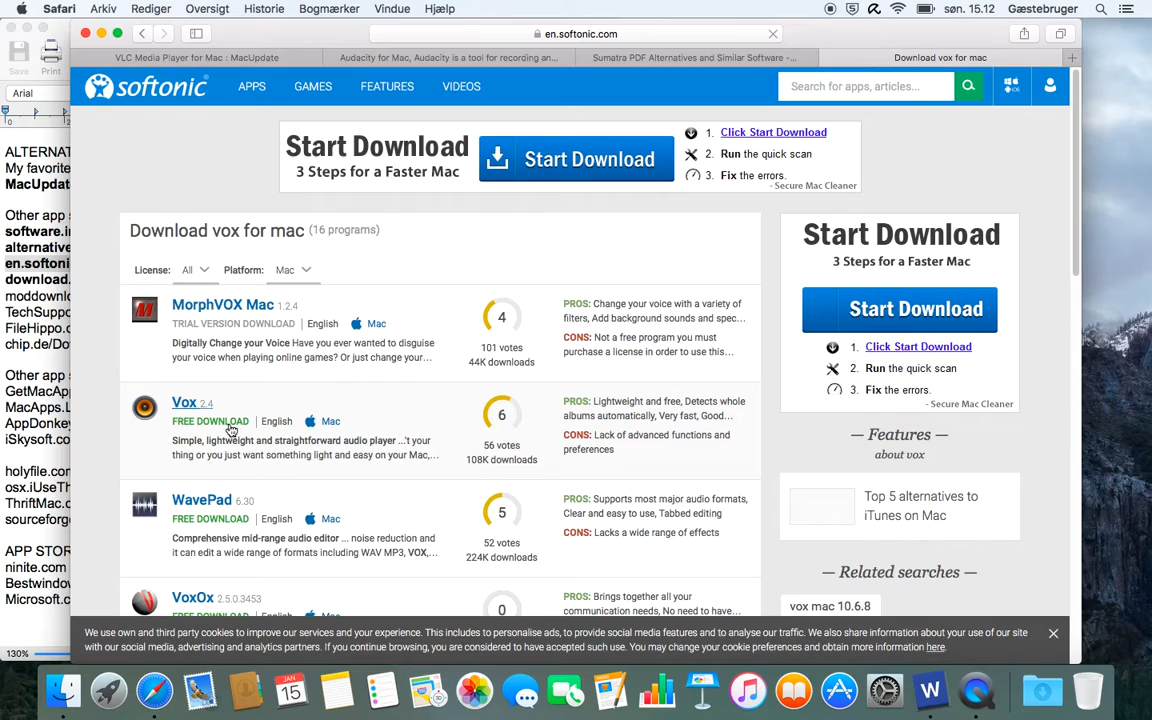 Safari Arkiv Rediger Oversigt Historie Bogmærker Vindue Hjælp søn. 15.12 Gæstebruger
en.softonic.com
Save Print
VLC Media Player for Mac : MacUpdate Audacity for Mac, Audacity is a tool for recording an... Sumatra PDF Alternatives and Similar Software -... Download vox for mac
Arial
softonic APPS GAMES FEATURES VIDEOS Search for apps, articles...
Start Download
3 Steps for a Faster Mac
Start Download
1. Click Start Download
2. Run the quick scan
3. Fix the errors.
- Secure Mac Cleaner
ALTERNAT
My favorite
MacUpdat
Other app s
software.in
alternative
en.softoni
download.
moddownl
TechSuppo
FileHippo.c
chip.de/Do
Other app s
GetMacApp
MacApps.L
AppDonkey
iSkysoft.co
holyfile.com
osx.iUseTh
ThriftMac.c
sourceforg
APP STOR
ninite.com
Bestwindow
Microsoft.c
130%
Download vox for mac (16 programs)
License: All Platform: Mac
MorphVOX Mac 1.2.4
TRIAL VERSION DOWNLOAD English Mac
Digitally Change your Voice Have you ever wanted to disguise
your voice when playing online games? Or just change your...
4
101 votes
44K downloads
PROS: Change your voice with a variety of
filters, Add background sounds and spec...
CONS: Not a free program you must
purchase a license in order to use this...
Vox 2.4
FREE DOWNLOAD English Mac
Simple, lightweight and straightforward audio player ...'t your
thing or you just want something light and easy on your Mac,...
6
56 votes
108K downloads
PROS: Lightweight and free, Detects whole
albums automatically, Very fast, Good...
CONS: Lack of advanced functions and
preferences
WavePad 6.30
FREE DOWNLOAD English Mac
Comprehensive mid-range audio editor ... noise reduction and
it can edit a wide range of formats including WAV MP3, VOX,...
5
52 votes
224K downloads
PROS: Supports most major audio formats,
Clear and easy to use, Tabbed editing
CONS: Lacks a wide range of effects
VoxOx 2.5.0.3453
FREE DOWNLOAD English Mac
0
PROS: Brings together all your
communication needs, No need to have...
Start Download
3 Steps for a Faster Mac
Start Download
1. Click Start Download
2. Run the quick scan
3. Fix the errors.
- Secure Mac Cleaner
— Features —
about vox
Top 5 alternatives to
iTunes on Mac
— Related searches —
vox mac 10.6.8
We use own and third party cookies to improve our services and your experience. This includes to personalise ads, to provide social media features and to analyse our traffic. We also share information about your use of our site
with our social media, advertising and analytics partners. If you continue browsing, you are considered to have accepted such use. You may change your cookie preferences and obtain more information here.